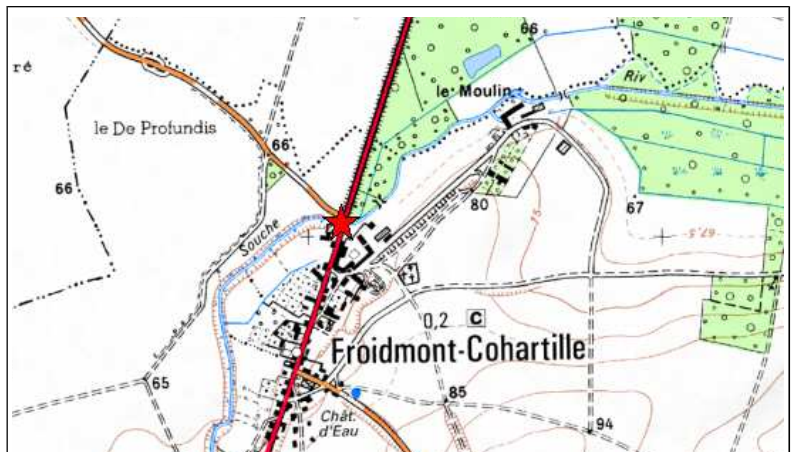 66
ré
le Moulin
Riv
le De Profundis
66
66
80
67
75
67,5
Souche
0,2 C
Froidmont-Cohartille
65
85
Chât.
d'Eau
94